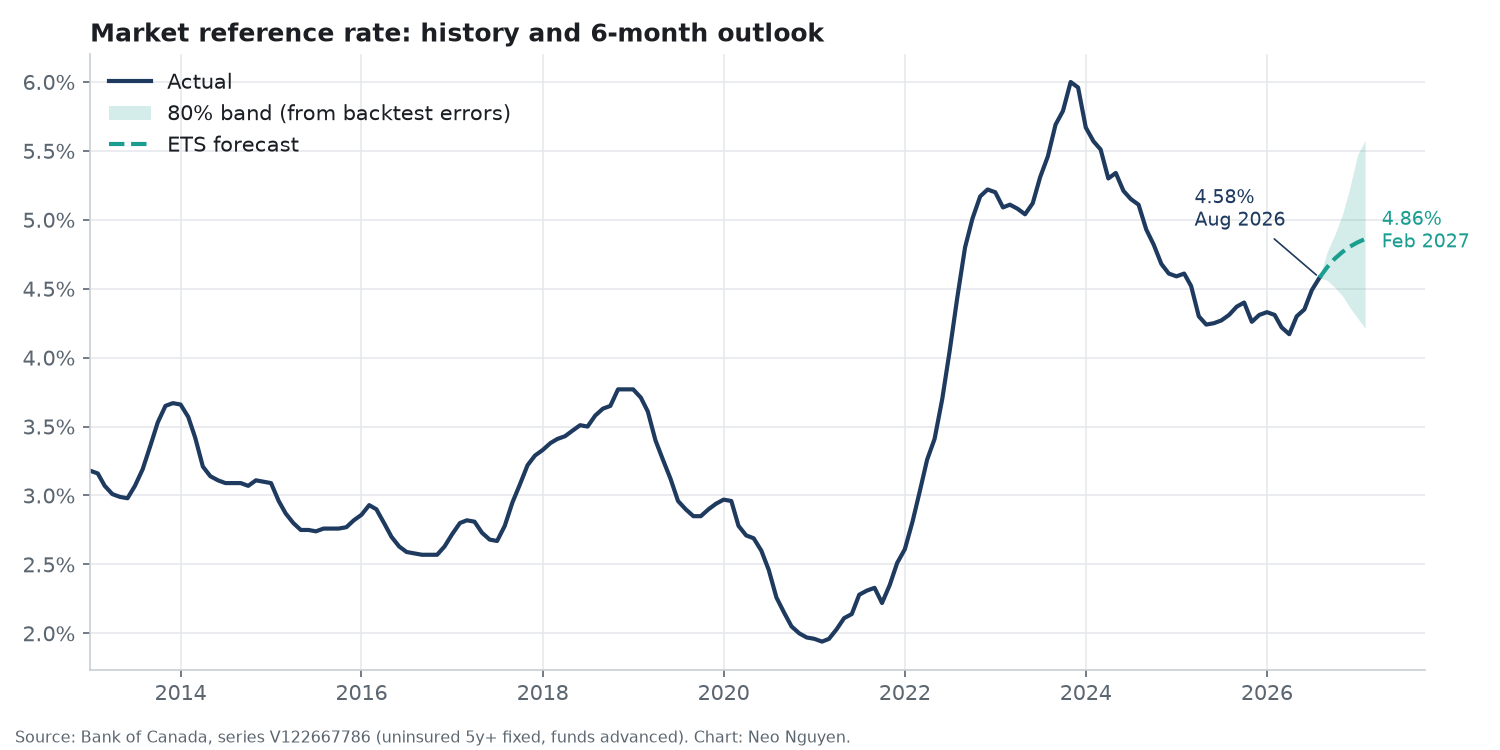 Market reference rate: history and 6-month outlook
Actual
80% band (from backtest errors)
ETS forecast
6.0%
5.5%
5.0%
4.5%
4.0%
3.5%
3.0%
2.5%
2.0%
4.58%
Aug 2026
4.86%
Feb 2027
2014
2016
2018
2020
2022
2024
2026
Source: Bank of Canada, series V122667786 (uninsured 5y+ fixed, funds advanced). Chart: Neo Nguyen.